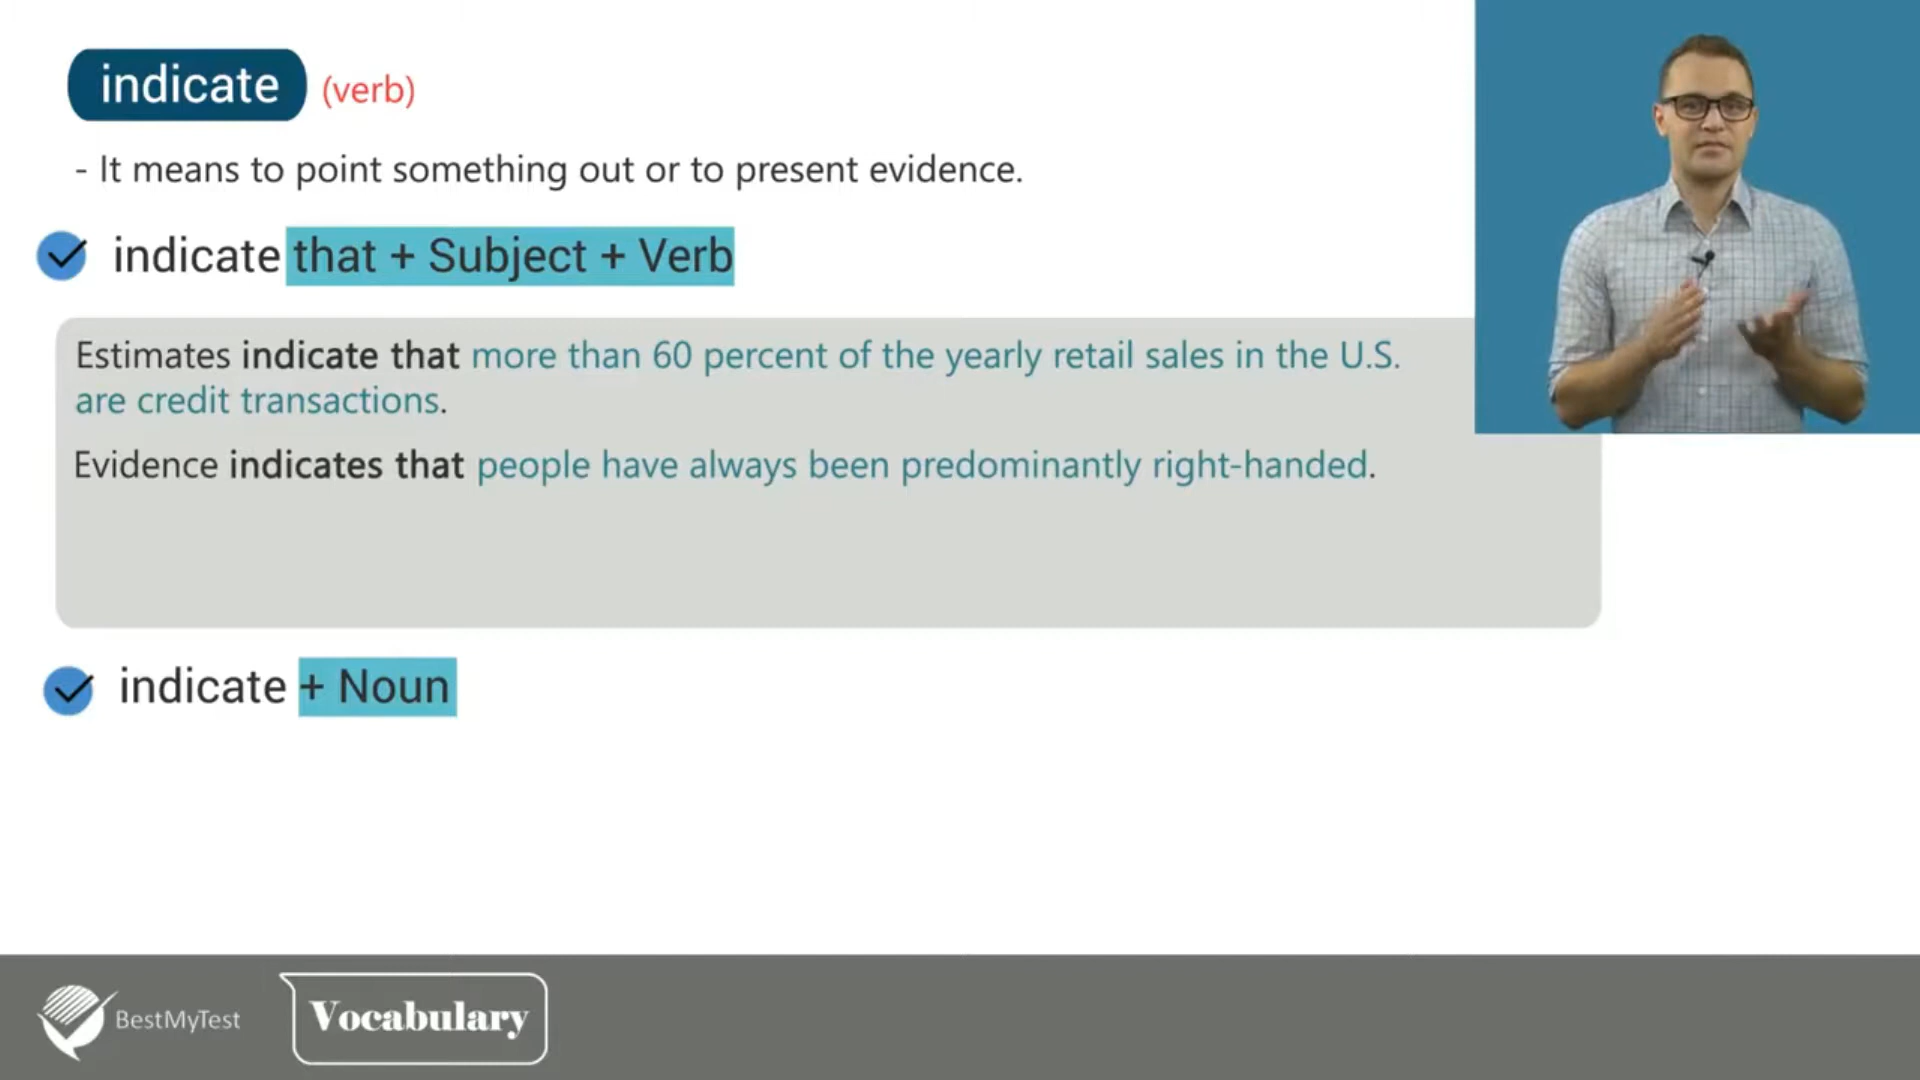 indicate (verb)
- It means to point something out or to present evidence.
indicate that + Subject + Verb
Estimates indicate that more than 60 percent of the yearly retail sales in the U.S.
are credit transactions.
Evidence indicates that people have always been predominantly right-handed.
indicate + Noun
BestMyTest
Vocabulary